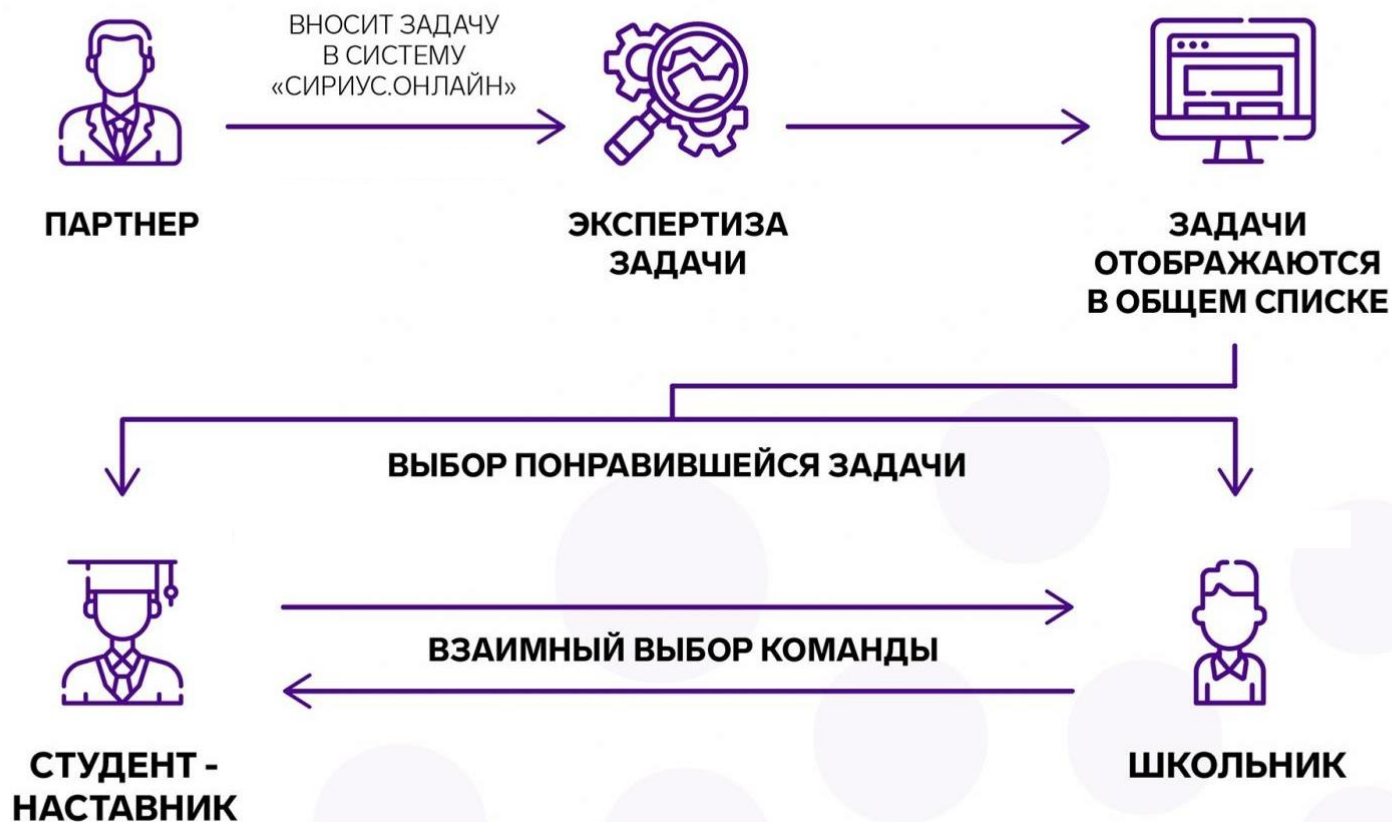 ВНОСИТ ЗАДАЧУ
В СИСТЕМУ
«СИРИУС.ОНЛАЙН»
ПАРТНЕР
ЭКСПЕРТИЗА
ЗАДАЧИ
ЗАДАЧИ
ОТОБРАЖАЮТСЯ
В ОБЩЕМ СПИСКЕ
ВЫБОР ПОНРАВИВШЕЙСЯ ЗАДАЧИ
ВЗАИМНЫЙ ВЫБОР КОМАНДЫ
СТУДЕНТ -
НАСТАВНИК
ШКОЛЬНИК